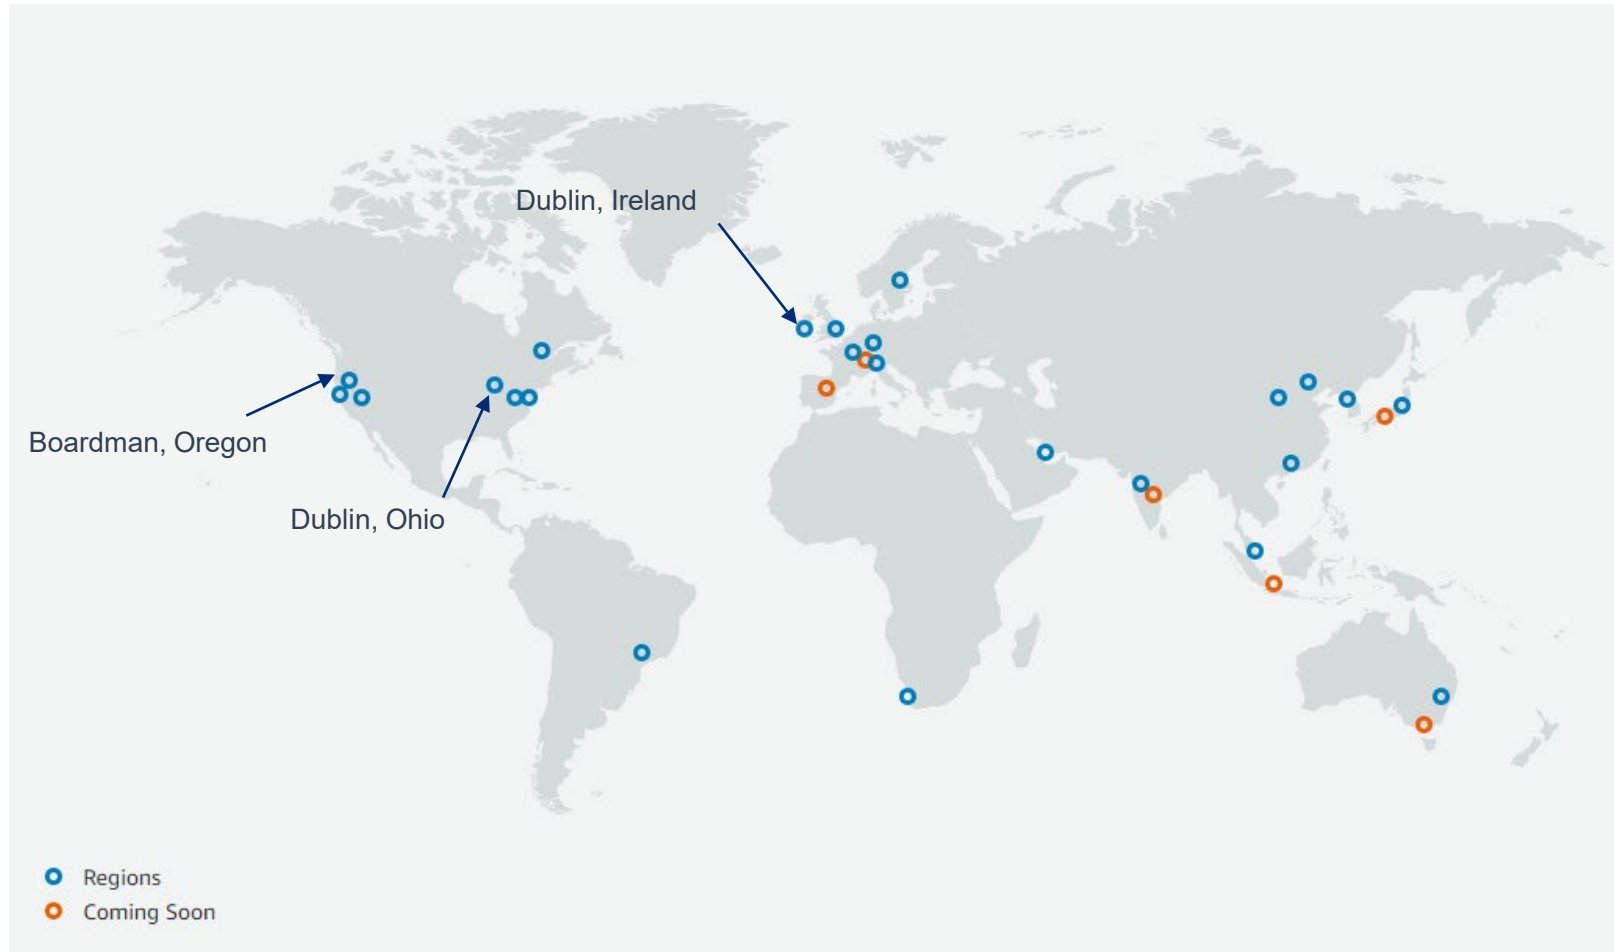 Dublin, Ireland
Boardman, Oregon
Dublin, Ohio
Regions
Coming Soon